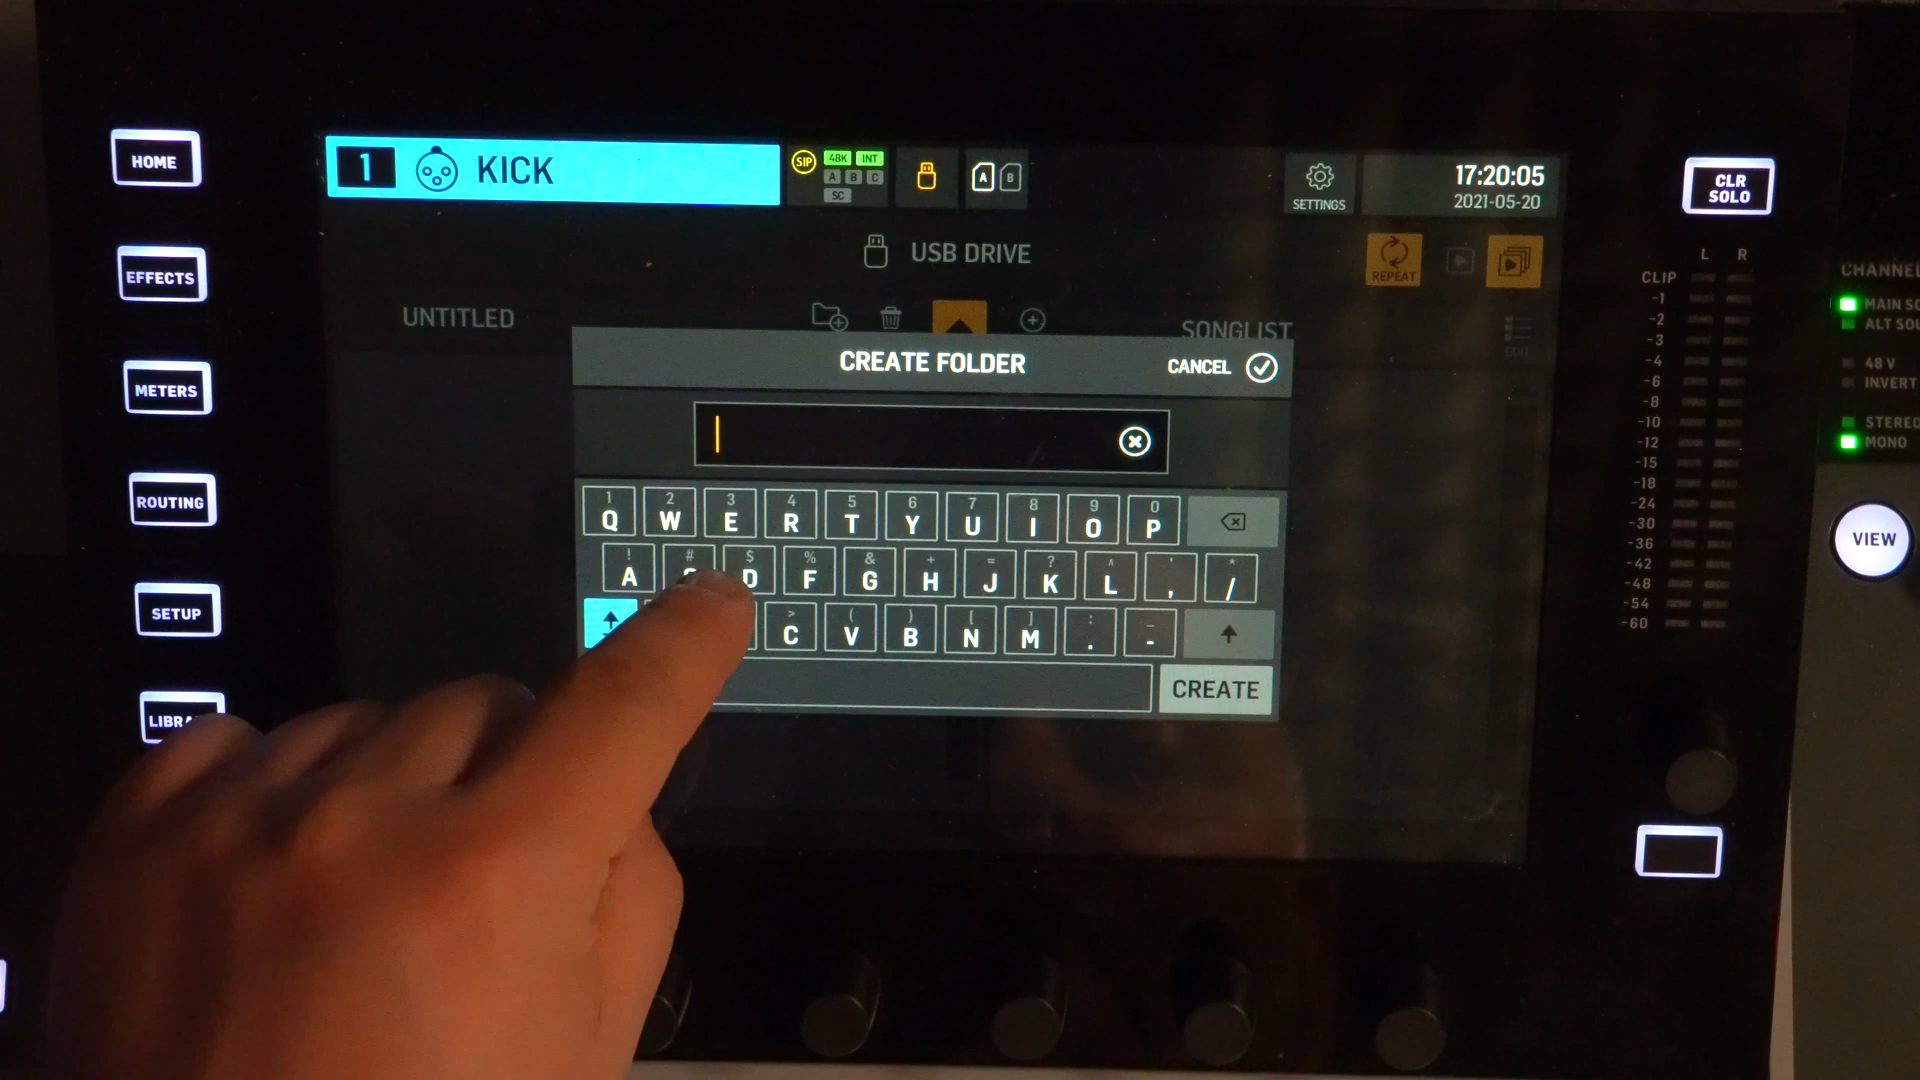 HOME
EFFECTS
METERS
ROUTING
SETUP
1 KICK
SIP 48K INT
A B C
SC
A B
SETTINGS
17:20:05
2021-05-20
USB DRIVE
REPEAT
UNTITLED
SONGLIST
EDIT
CREATE FOLDER
CANCEL
1 2 3 4 5 6 7 8 9 0
Q W E R T Y U I O P
! # $ % & + = ? ^ ' *
A D F G H J K L , /
> ( ) [ ] : _
C V B N M . -
CREATE
CLR
SOLO
L R
CLIP
-1
-2
-3
-4
-6
-8
-10
-12
-15
-18
-24
-30
-36
-42
-48
-54
-60
CHANNEL
MAIN
ALT
48 V
INVERT
STEREO
MONO
VIEW